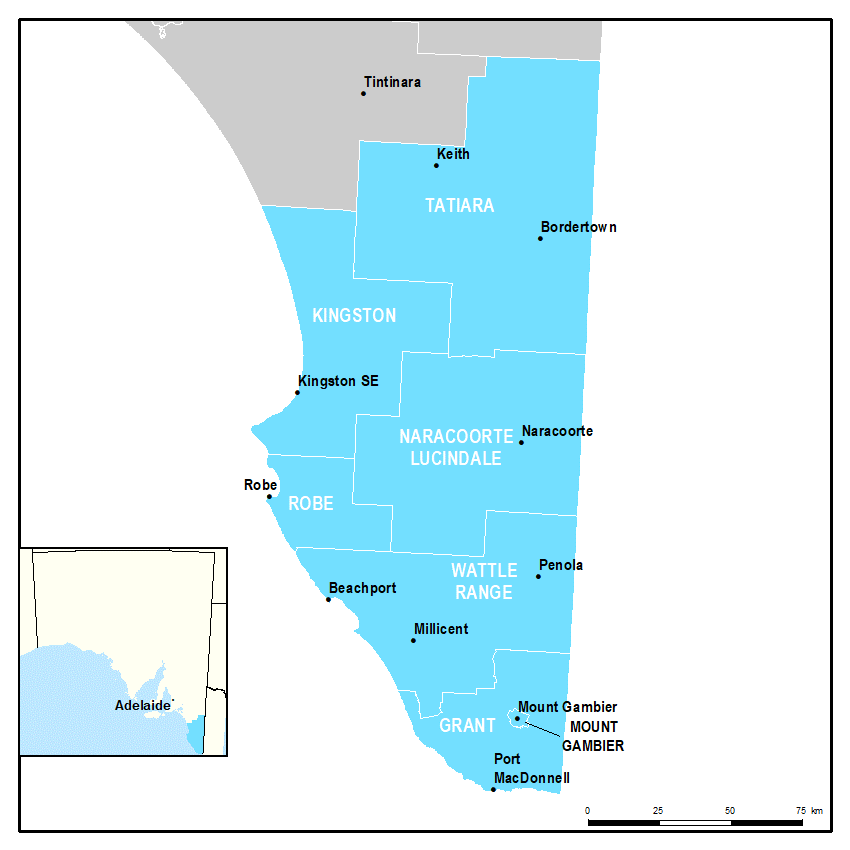 Tintinara
Keith
TATIARA
Bordertown
KINGSTON
Kingston SE
NARACOORTE
LUCINDALE
Naracoorte
Robe
ROBE
WATTLE
RANGE
Penola
Beachport
Millicent
Adelaide
GRANT
Mount Gambier
MOUNT
GAMBIER
Port
MacDonnell
0 25 50 75 km